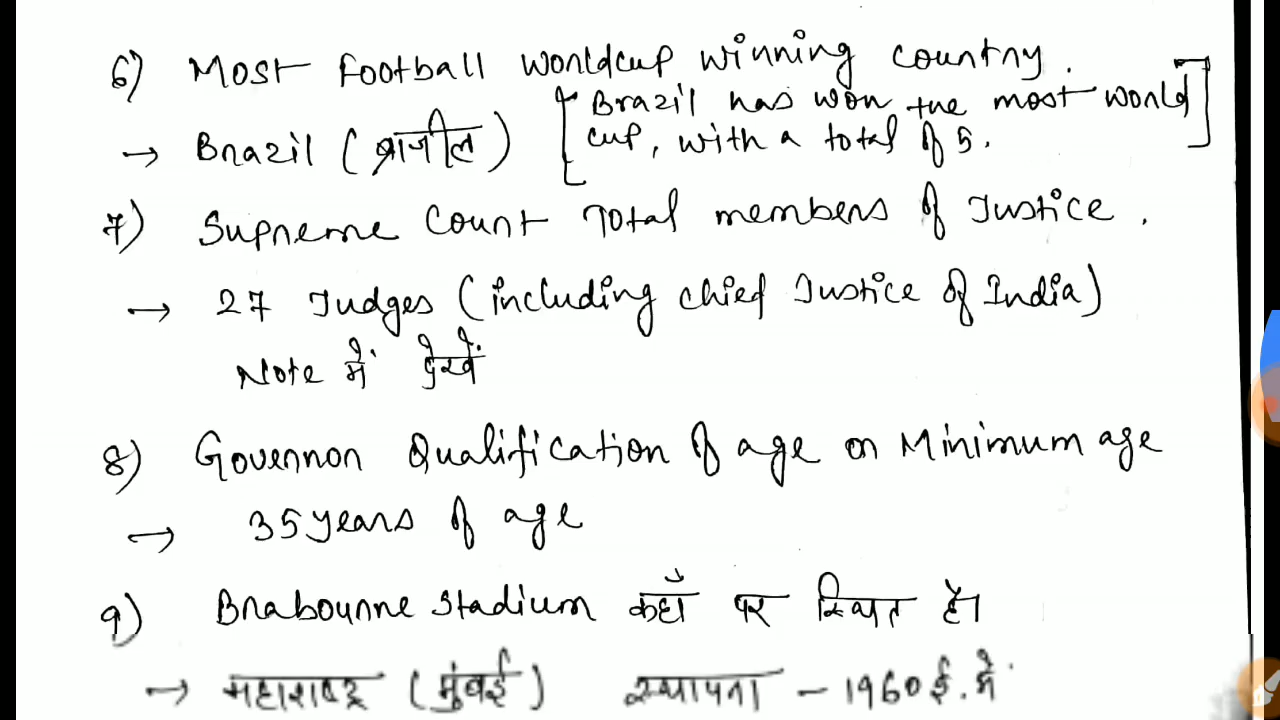 6) Most Football worldcup winning country.
→ Brazil (ब्राजील) [Brazil has won the most world cup, with a total of 5.]
7) Supreme Court Total members of Justice.
→ 27 Judges (including chief Justice of India)
Note में देखें
8) Governor Qualification of age or Minimum age
→ 35 years of age
9) Brabourne Stadium कहाँ पर स्थित है।
→ महाराष्ट्र (मुंबई) स्थापना - 1960 ई. में